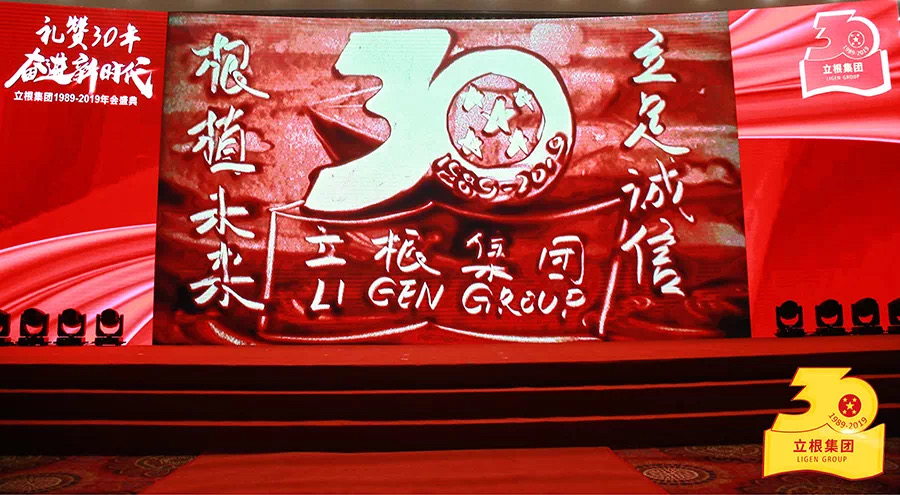 礼赞30年
奋进新时代
立根集团1989-2019年会盛典
立足诚信
根植未来
30
1989-2019
立根集团
LI GEN GROUP
30
1989-2019
立根集团
LIGEN GROUP
30
1989-2019
立根集团
LIGEN GROUP